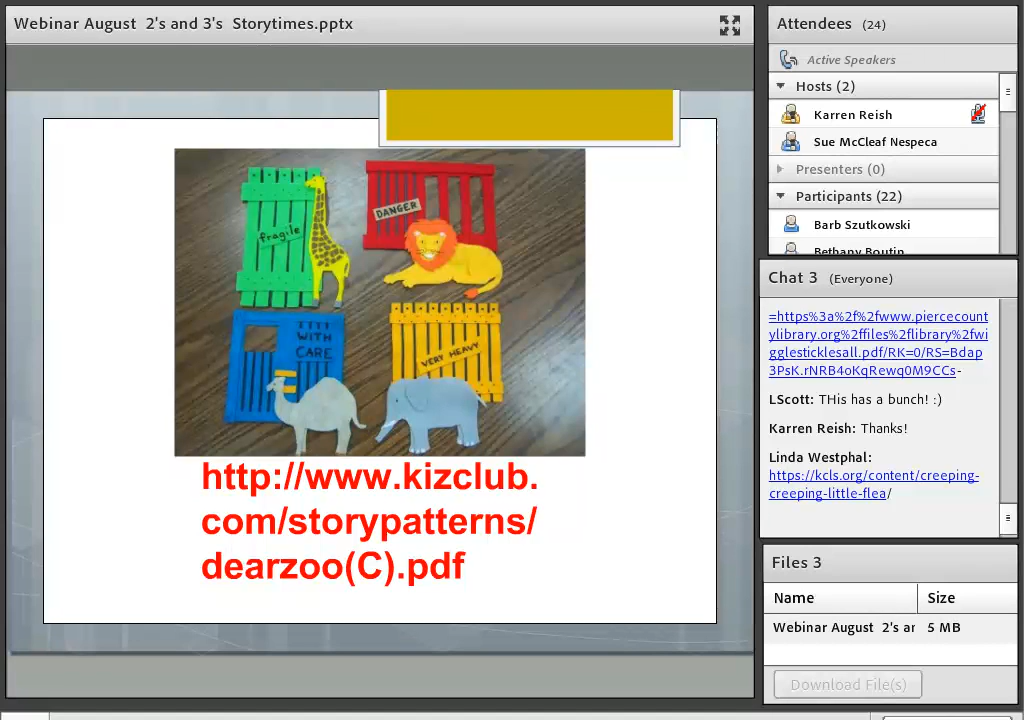 Webinar August  2's and 3's  Storytimes.pptx
fragile
DANGER
WITH
CARE
VERY HEAVY
http://www.kizclub.
com/storypatterns/
dearzoo(C).pdf
Attendees (24)
Active Speakers
Hosts (2)
Karren Reish
Sue McCleaf Nespeca
Presenters (0)
Participants (22)
Barb Szutkowski
Bethany Boutin
Chat 3 (Everyone)
=https%3a%2f%2fwww.piercecount
ylibrary.org%2ffiles%2flibrary%2fwi
gglesticklesall.pdf/RK=0/RS=Bdap
3PsK.rNRB4oKqRewq0M9CCs-
LScott: THis has a bunch! :)
Karren Reish: Thanks!
Linda Westphal:
https://kcls.org/content/creeping-
creeping-little-flea/
Files 3
Name Size
Webinar August  2's ar 5 MB
Download File(s)